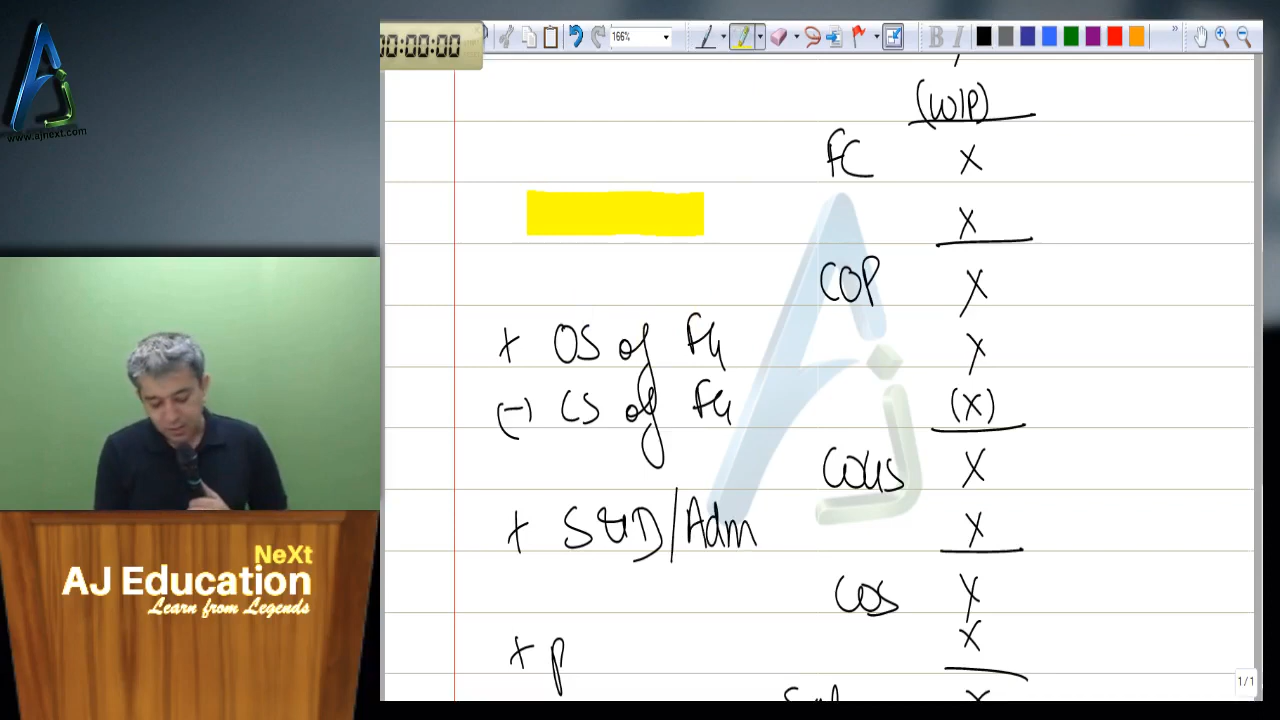 00:00:00
166%
B I
www.ajnext.com
(WIP)
FC X
X
COP X
+ OS of FG X
(-) CS of FG (X)
COGS X
+ S&D/Adm X
COS X
+ P X
X
NeXt
AJ Education
Learn from Legends
1/1